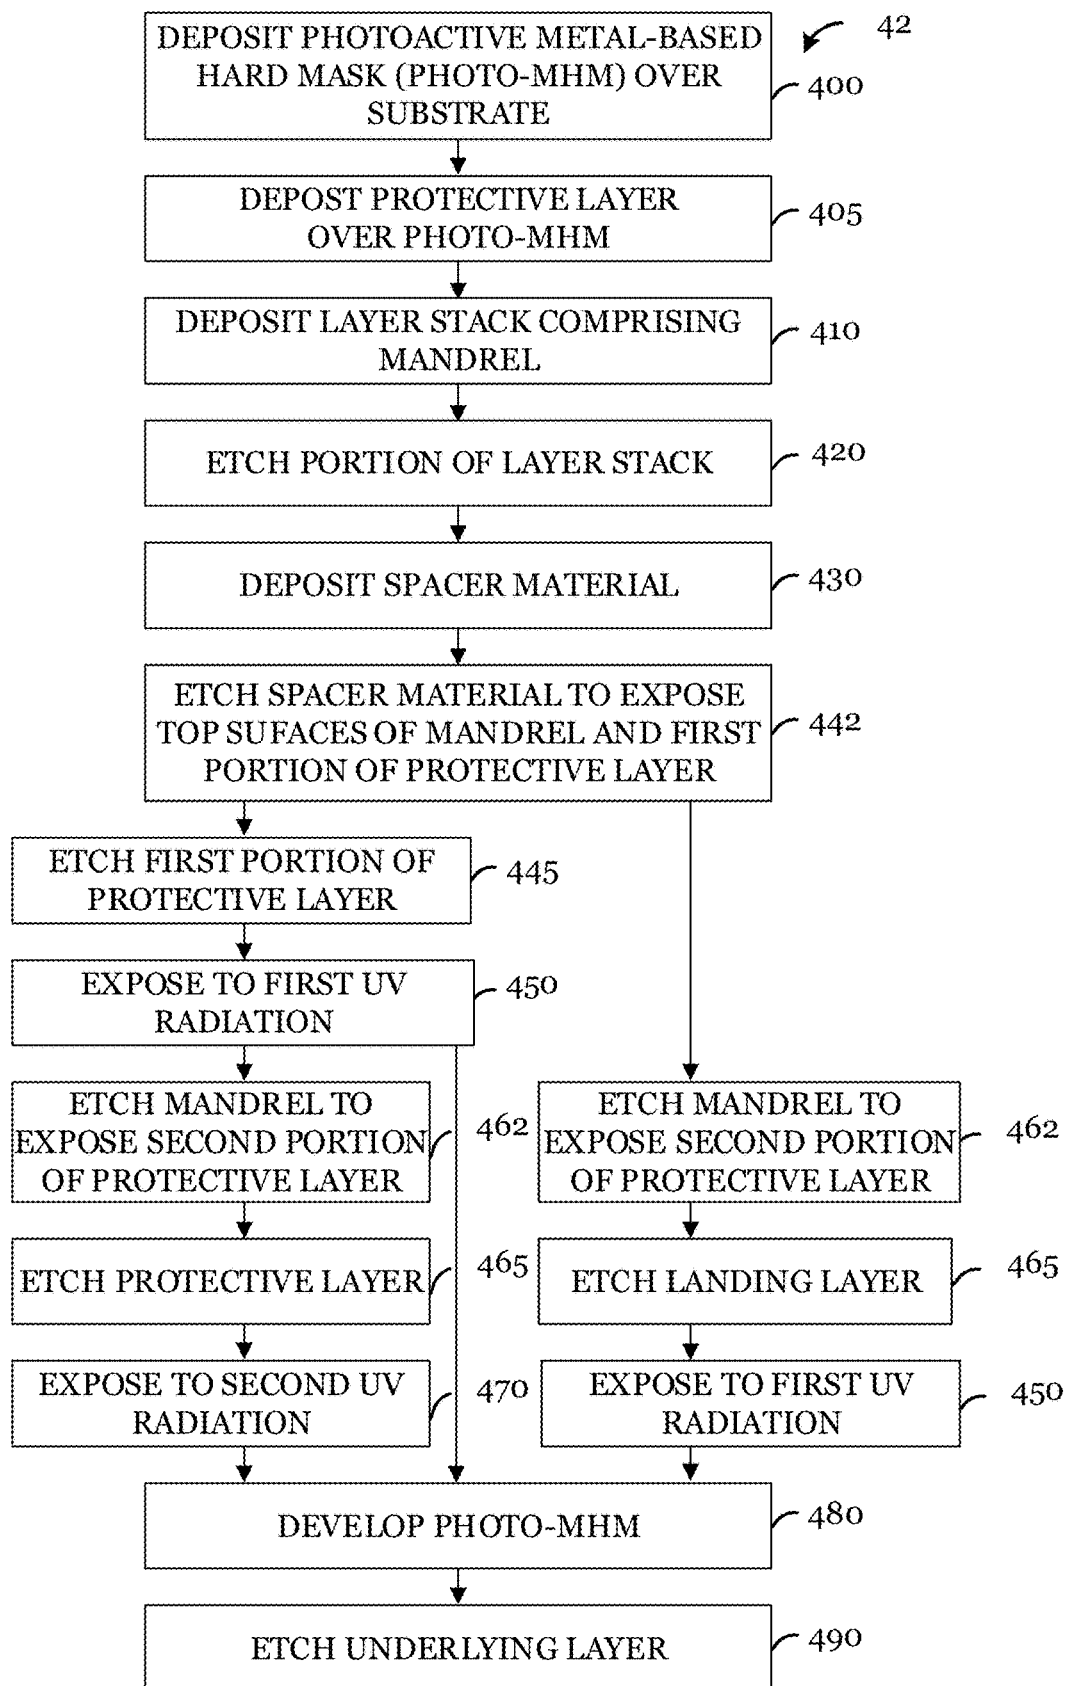 42
DEPOSIT PHOTOACTIVE METAL-BASED
HARD MASK (PHOTO-MHM) OVER
SUBSTRATE
400
DEPOST PROTECTIVE LAYER
OVER PHOTO-MHM
405
DEPOSIT LAYER STACK COMPRISING
MANDREL
410
ETCH PORTION OF LAYER STACK
420
DEPOSIT SPACER MATERIAL
430
ETCH SPACER MATERIAL TO EXPOSE
TOP SUFACES OF MANDREL AND FIRST
PORTION OF PROTECTIVE LAYER
442
ETCH FIRST PORTION OF
PROTECTIVE LAYER
445
EXPOSE TO FIRST UV
RADIATION
450
ETCH MANDREL TO
EXPOSE SECOND PORTION
OF PROTECTIVE LAYER
462
ETCH MANDREL TO
EXPOSE SECOND PORTION
OF PROTECTIVE LAYER
462
ETCH PROTECTIVE LAYER
465
ETCH LANDING LAYER
465
EXPOSE TO SECOND UV
RADIATION
470
EXPOSE TO FIRST UV
RADIATION
450
DEVELOP PHOTO-MHM
480
ETCH UNDERLYING LAYER
490